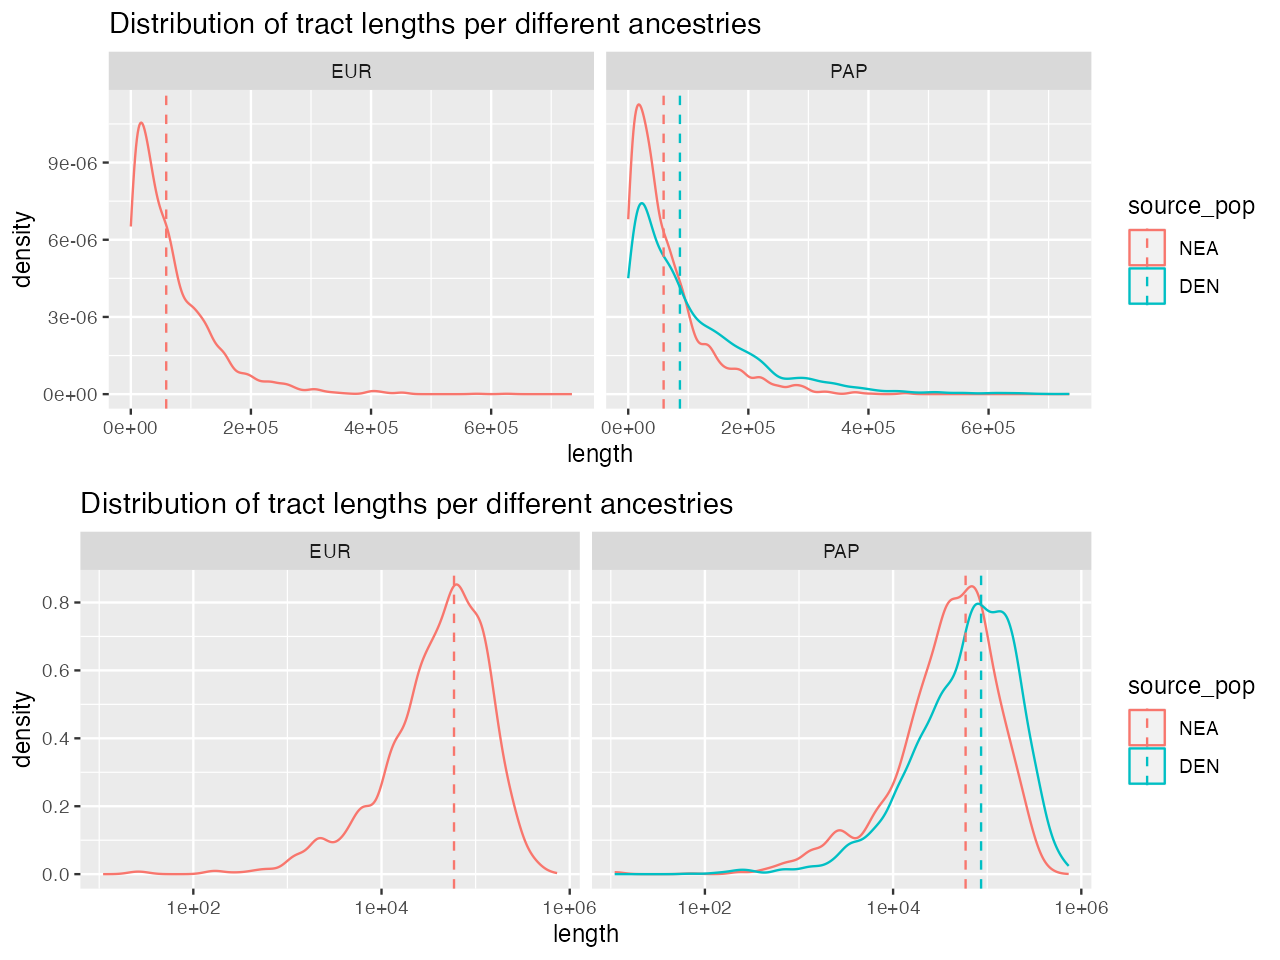 Distribution of tract lengths per different ancestries
EUR
PAP
9e-06
6e-06
3e-06
0e+00
density
0e+00
2e+05
4e+05
6e+05
0e+00
2e+05
4e+05
6e+05
length
source_pop
NEA
DEN
Distribution of tract lengths per different ancestries
EUR
PAP
0.8
0.6
0.4
0.2
0.0
density
1e+02
1e+04
1e+06
1e+02
1e+04
1e+06
length
source_pop
NEA
DEN